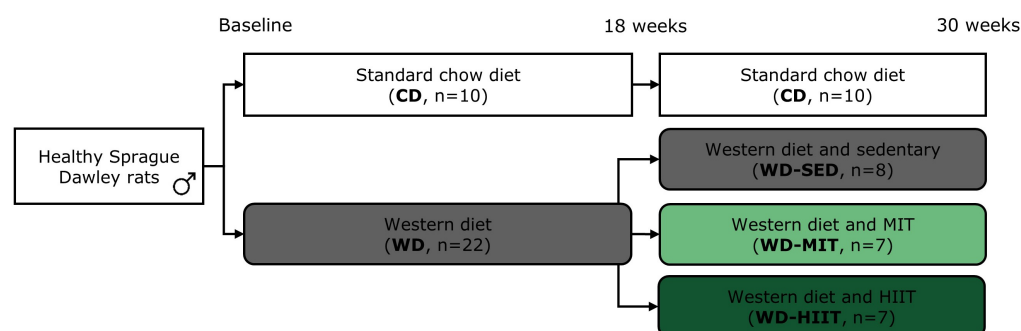 Baseline
18 weeks
30 weeks
Healthy Sprague
Dawley rats
Standard chow diet
(CD, n=10)
Standard chow diet
(CD, n=10)
Western diet
(WD, n=22)
Western diet and sedentary
(WD-SED, n=8)
Western diet and MIT
(WD-MIT, n=7)
Western diet and HIIT
(WD-HIIT, n=7)